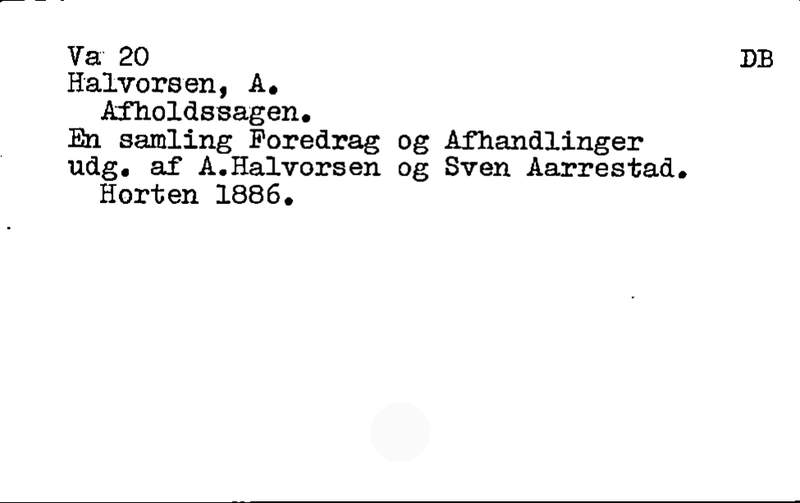 Va 20 DB
Halvorsen, A.
Afholdssagen.
En samling Foredrag og Afhandlinger
udg. af A.Halvorsen og Sven Aarrestad.
Horten 1886.